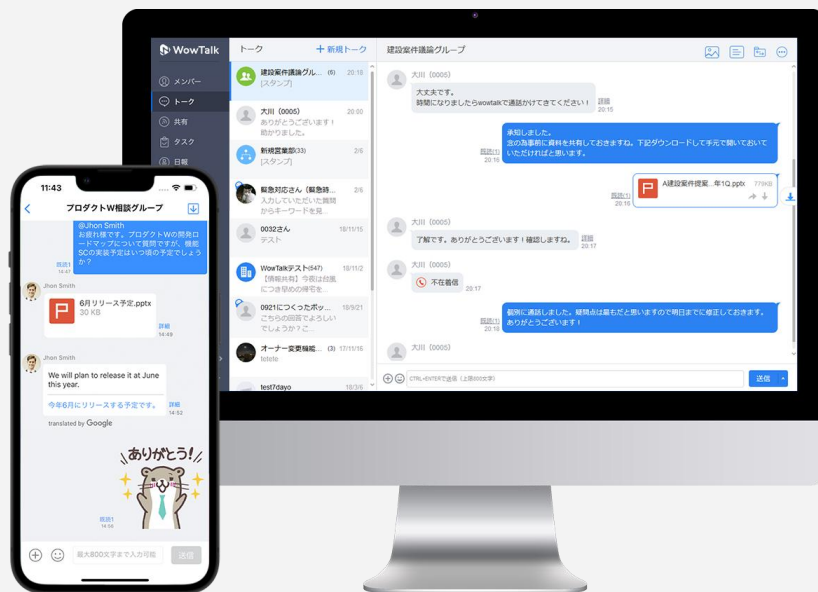 WowTalk
メンバー
トーク
共有
タスク
日報
トーク
+ 新規トーク
建設案件議論グル... (6) 20:18
[スタンプ]
大川 (0005) 20:00
ありがとうございます！
助かりました。
新規営業部(33) 2/6
[スタンプ]
緊急対応さん（緊急時... 2/6
入力していただいた質問
からキーワードを見...
0032さん 18/11/15
テスト
WowTalkテスト(547) 18/11/2
【情報共有】今夜は台風
につき早めの帰宅を...
0921につくったボッ... 18/9/21
こちらの回答でよろしい
でしょうか？こ...
オーナー変更機能... (3) 17/11/16
tetete
test7dayo 18/3/6
建設案件議論グループ
大川 (0005)
大丈夫です。
時間になりましたらwowtalkで通話かけてきてください！
詳細
20:15
承知しました。
念の為事前に資料を共有しておきますね。下記ダウンロードして手元で開いておいて
いただければと思います。
既読(1)
20:16
A建設案件提案...年1Q.pptx 779KB
既読(1)
20:16
大川 (0005)
了解です。ありがとうございます！確認しますね。
詳細
20:17
大川 (0005)
不在着信
20:17
個別に通話しました。疑問点は最もだと思いますので明日までに修正しておきます。
ありがとうございます！
既読(1)
20:18
大川 (0005)
CTRL+ENTERで送信（上限800文字）
送信
11:43
プロダクトW相談グループ
@Jhon Smith
お疲れ様です。プロダクトWの開発ロ
ードマップについて質問ですが、機能
SCの実装予定はいつ頃の予定でしょう
か？
既読1
14:47
Jhon Smith
6月リリース予定.pptx
30 KB
詳細
14:49
Jhon Smith
We will plan to release it at June
this year.
今年6月にリリースする予定です。
詳細
14:52
translated by Google
ありがとう!
既読1
14:56
最大800文字まで入力可能
送信